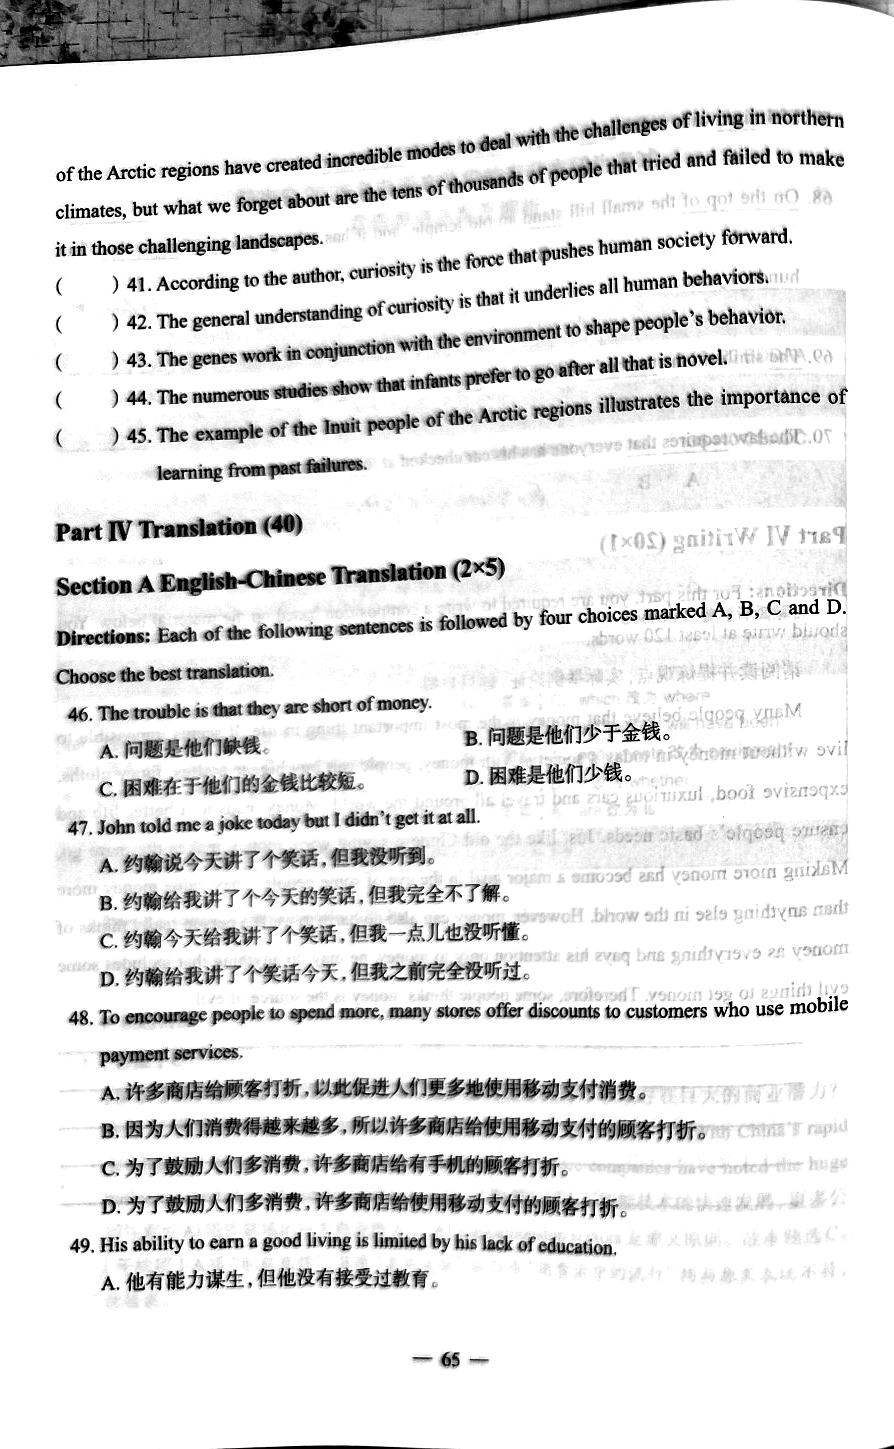 of the Arctic regions have created incredible modes to deal with the challenges of living in northern
climates, but what we forget about are the tens of thousands of people that tried and failed to make
it in those challenging landscapes.
( ) 41. According to the author, curiosity is the force that pushes human society forward.
( ) 42. The general understanding of curiosity is that it underlies all human behaviors.
( ) 43. The genes work in conjunction with the environment to shape people's behavior.
( ) 44. The numerous studies show that infants prefer to go after all that is novel.
( ) 45. The example of the Inuit people of the Arctic regions illustrates the importance of
learning from past failures.
Part Ⅳ Translation (40)
Section A English-Chinese Translation (2×5)
Directions: Each of the following sentences is followed by four choices marked A, B, C and D.
Choose the best translation.
46. The trouble is that they are short of money.
A. 问题是他们缺钱。 B. 问题是他们少于金钱。
C. 困难在于他们的金钱比较短。 D. 困难是他们少钱。
47. John told me a joke today but I didn't get it at all.
A. 约翰说今天讲了个笑话,但我没听到。
B. 约翰给我讲了个今天的笑话,但我完全不了解。
C. 约翰今天给我讲了个笑话,但我一点儿也没听懂。
D. 约翰给我讲了个笑话今天,但我之前完全没听过。
48. To encourage people to spend more, many stores offer discounts to customers who use mobile
payment services.
A. 许多商店给顾客打折,以此促进人们更多地使用移动支付消费。
B. 因为人们消费得越来越多,所以许多商店给使用移动支付的顾客打折。
C. 为了鼓励人们多消费,许多商店给有手机的顾客打折。
D. 为了鼓励人们多消费,许多商店给使用移动支付的顾客打折。
49. His ability to earn a good living is limited by his lack of education.
A. 他有能力谋生,但他没有接受过教育。
— 65 —